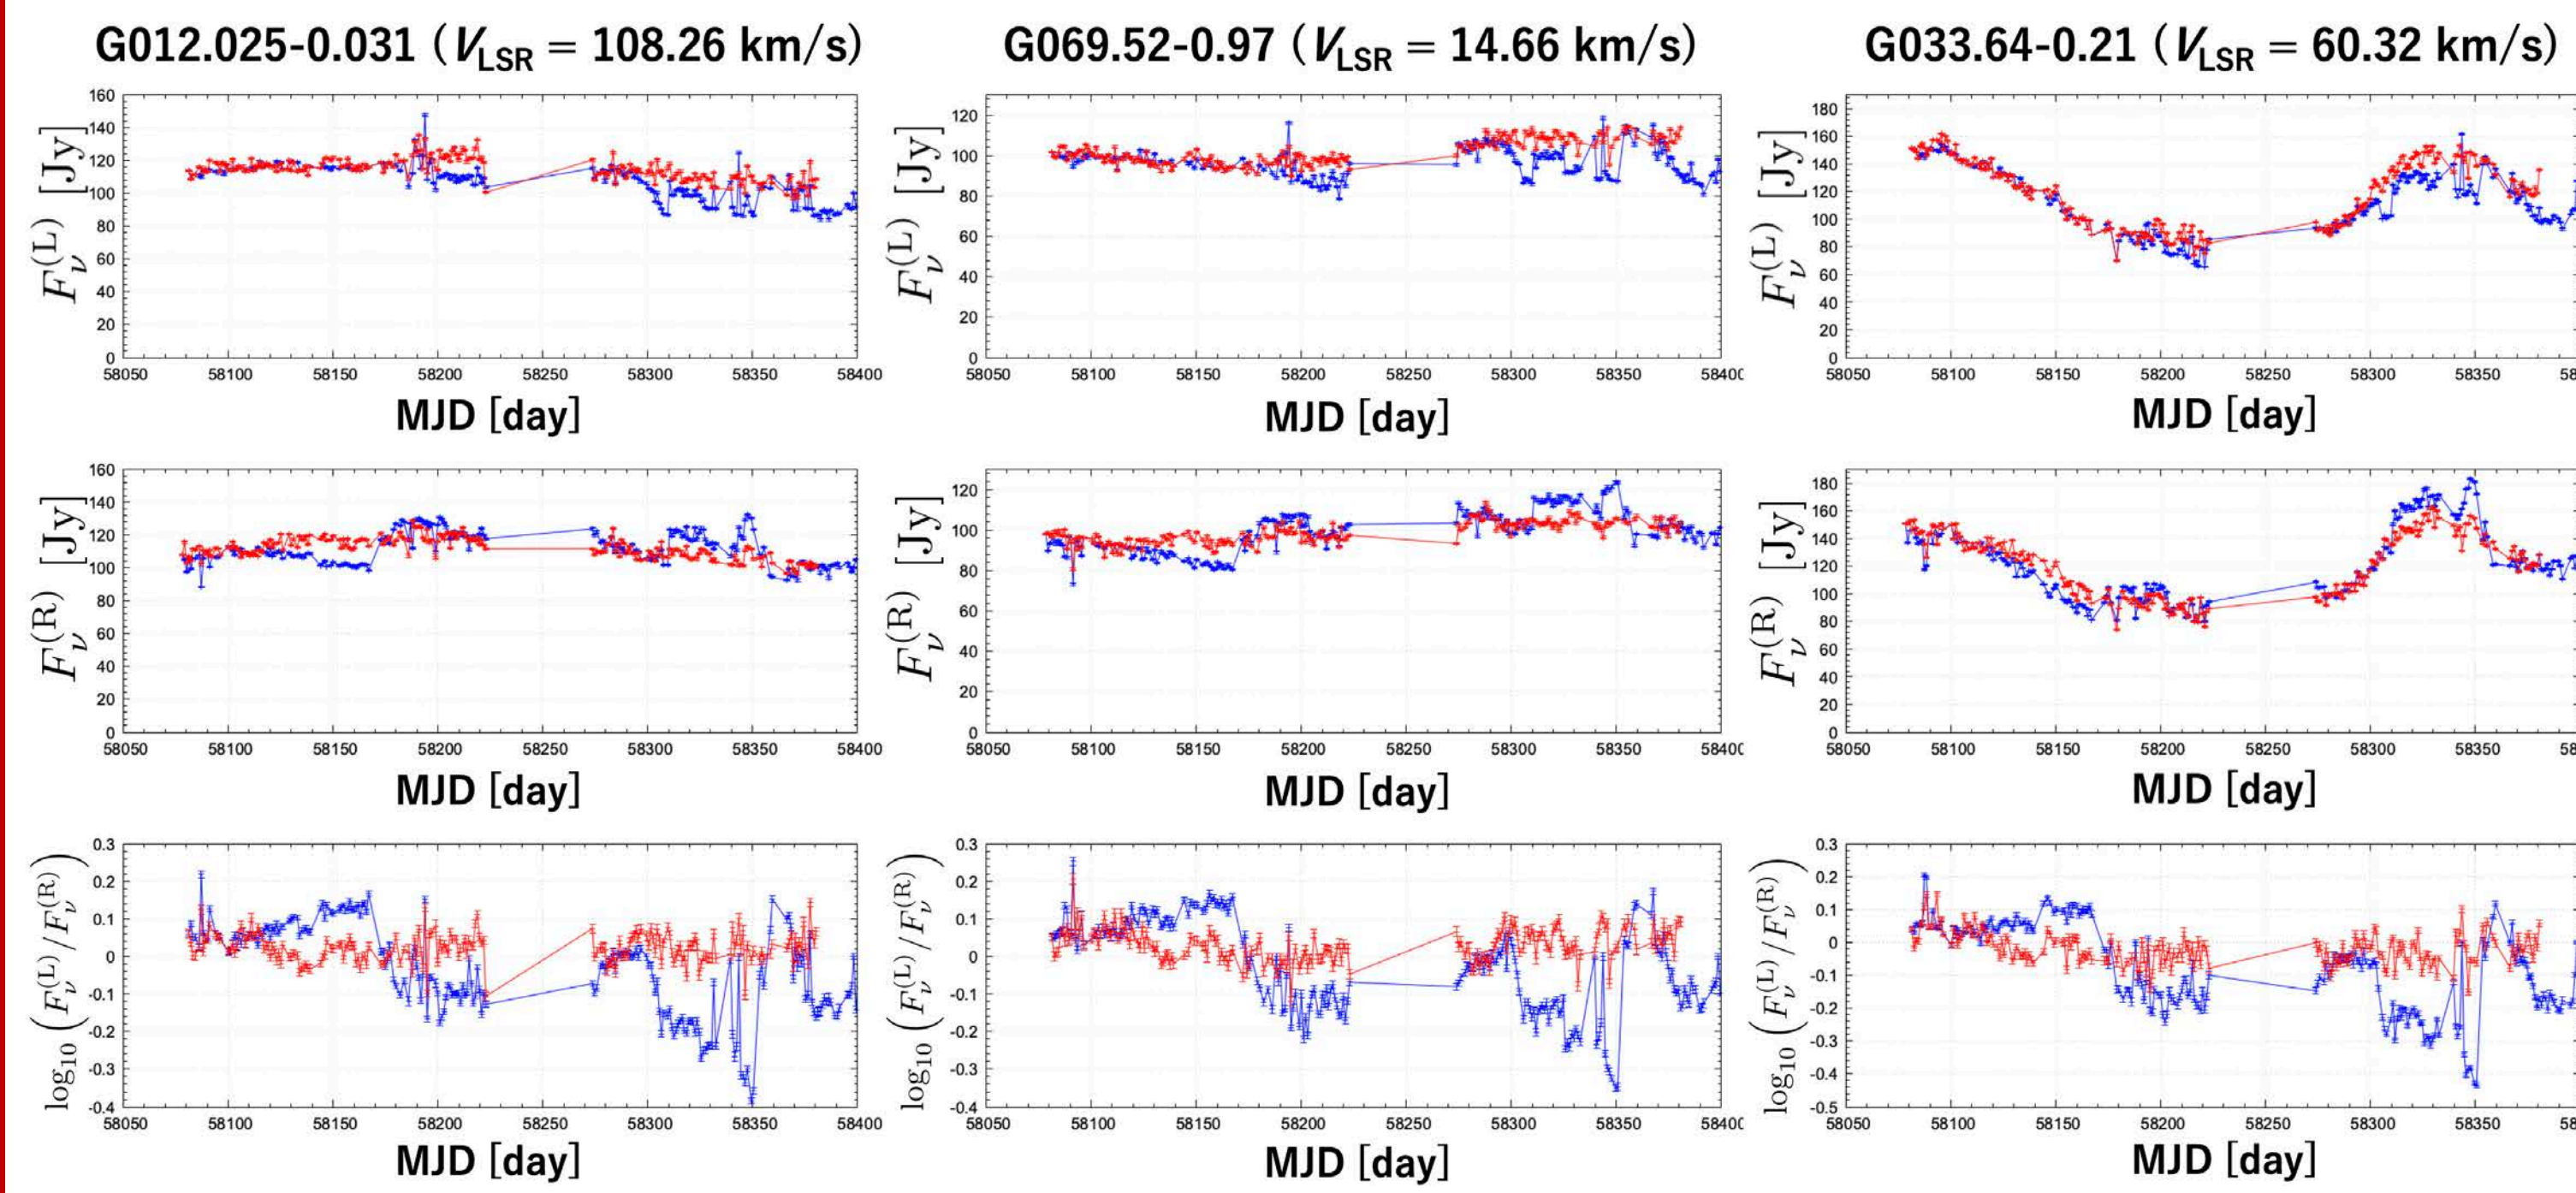 G012.025-0.031 (VLSR = 108.26 km/s)
G069.52-0.97 (VLSR = 14.66 km/s)
G033.64-0.21 (VLSR = 60.32 km/s)
Fν(L) [Jy]
160
140
120
100
80
60
40
20
0
58050 58100 58150 58200 58250 58300 58350 58400
MJD [day]
Fν(L) [Jy]
120
100
80
60
40
20
0
58050 58100 58150 58200 58250 58300 58350 5840
MJD [day]
Fν(L) [Jy]
180
160
140
120
100
80
60
40
20
0
58050 58100 58150 58200 58250 58300 58350 58
MJD [day]
Fν(R) [Jy]
160
140
120
100
80
60
40
20
0
58050 58100 58150 58200 58250 58300 58350 58400
MJD [day]
Fν(R) [Jy]
120
100
80
60
40
20
0
58050 58100 58150 58200 58250 58300 58350 5840
MJD [day]
Fν(R) [Jy]
180
160
140
120
100
80
60
40
20
0
58050 58100 58150 58200 58250 58300 58350 58
MJD [day]
log10 (Fν(L)/Fν(R))
0.3
0.2
0.1
0
-0.1
-0.2
-0.3
-0.4
58050 58100 58150 58200 58250 58300 58350 58400
MJD [day]
log10 (Fν(L)/Fν(R))
0.3
0.2
0.1
0
-0.1
-0.2
-0.3
-0.4
58050 58100 58150 58200 58250 58300 58350 5840
MJD [day]
log10 (Fν(L)/Fν(R))
0.3
0.2
0.1
0
-0.1
-0.2
-0.3
-0.4
-0.5
58050 58100 58150 58200 58250 58300 58350 58
MJD [day]